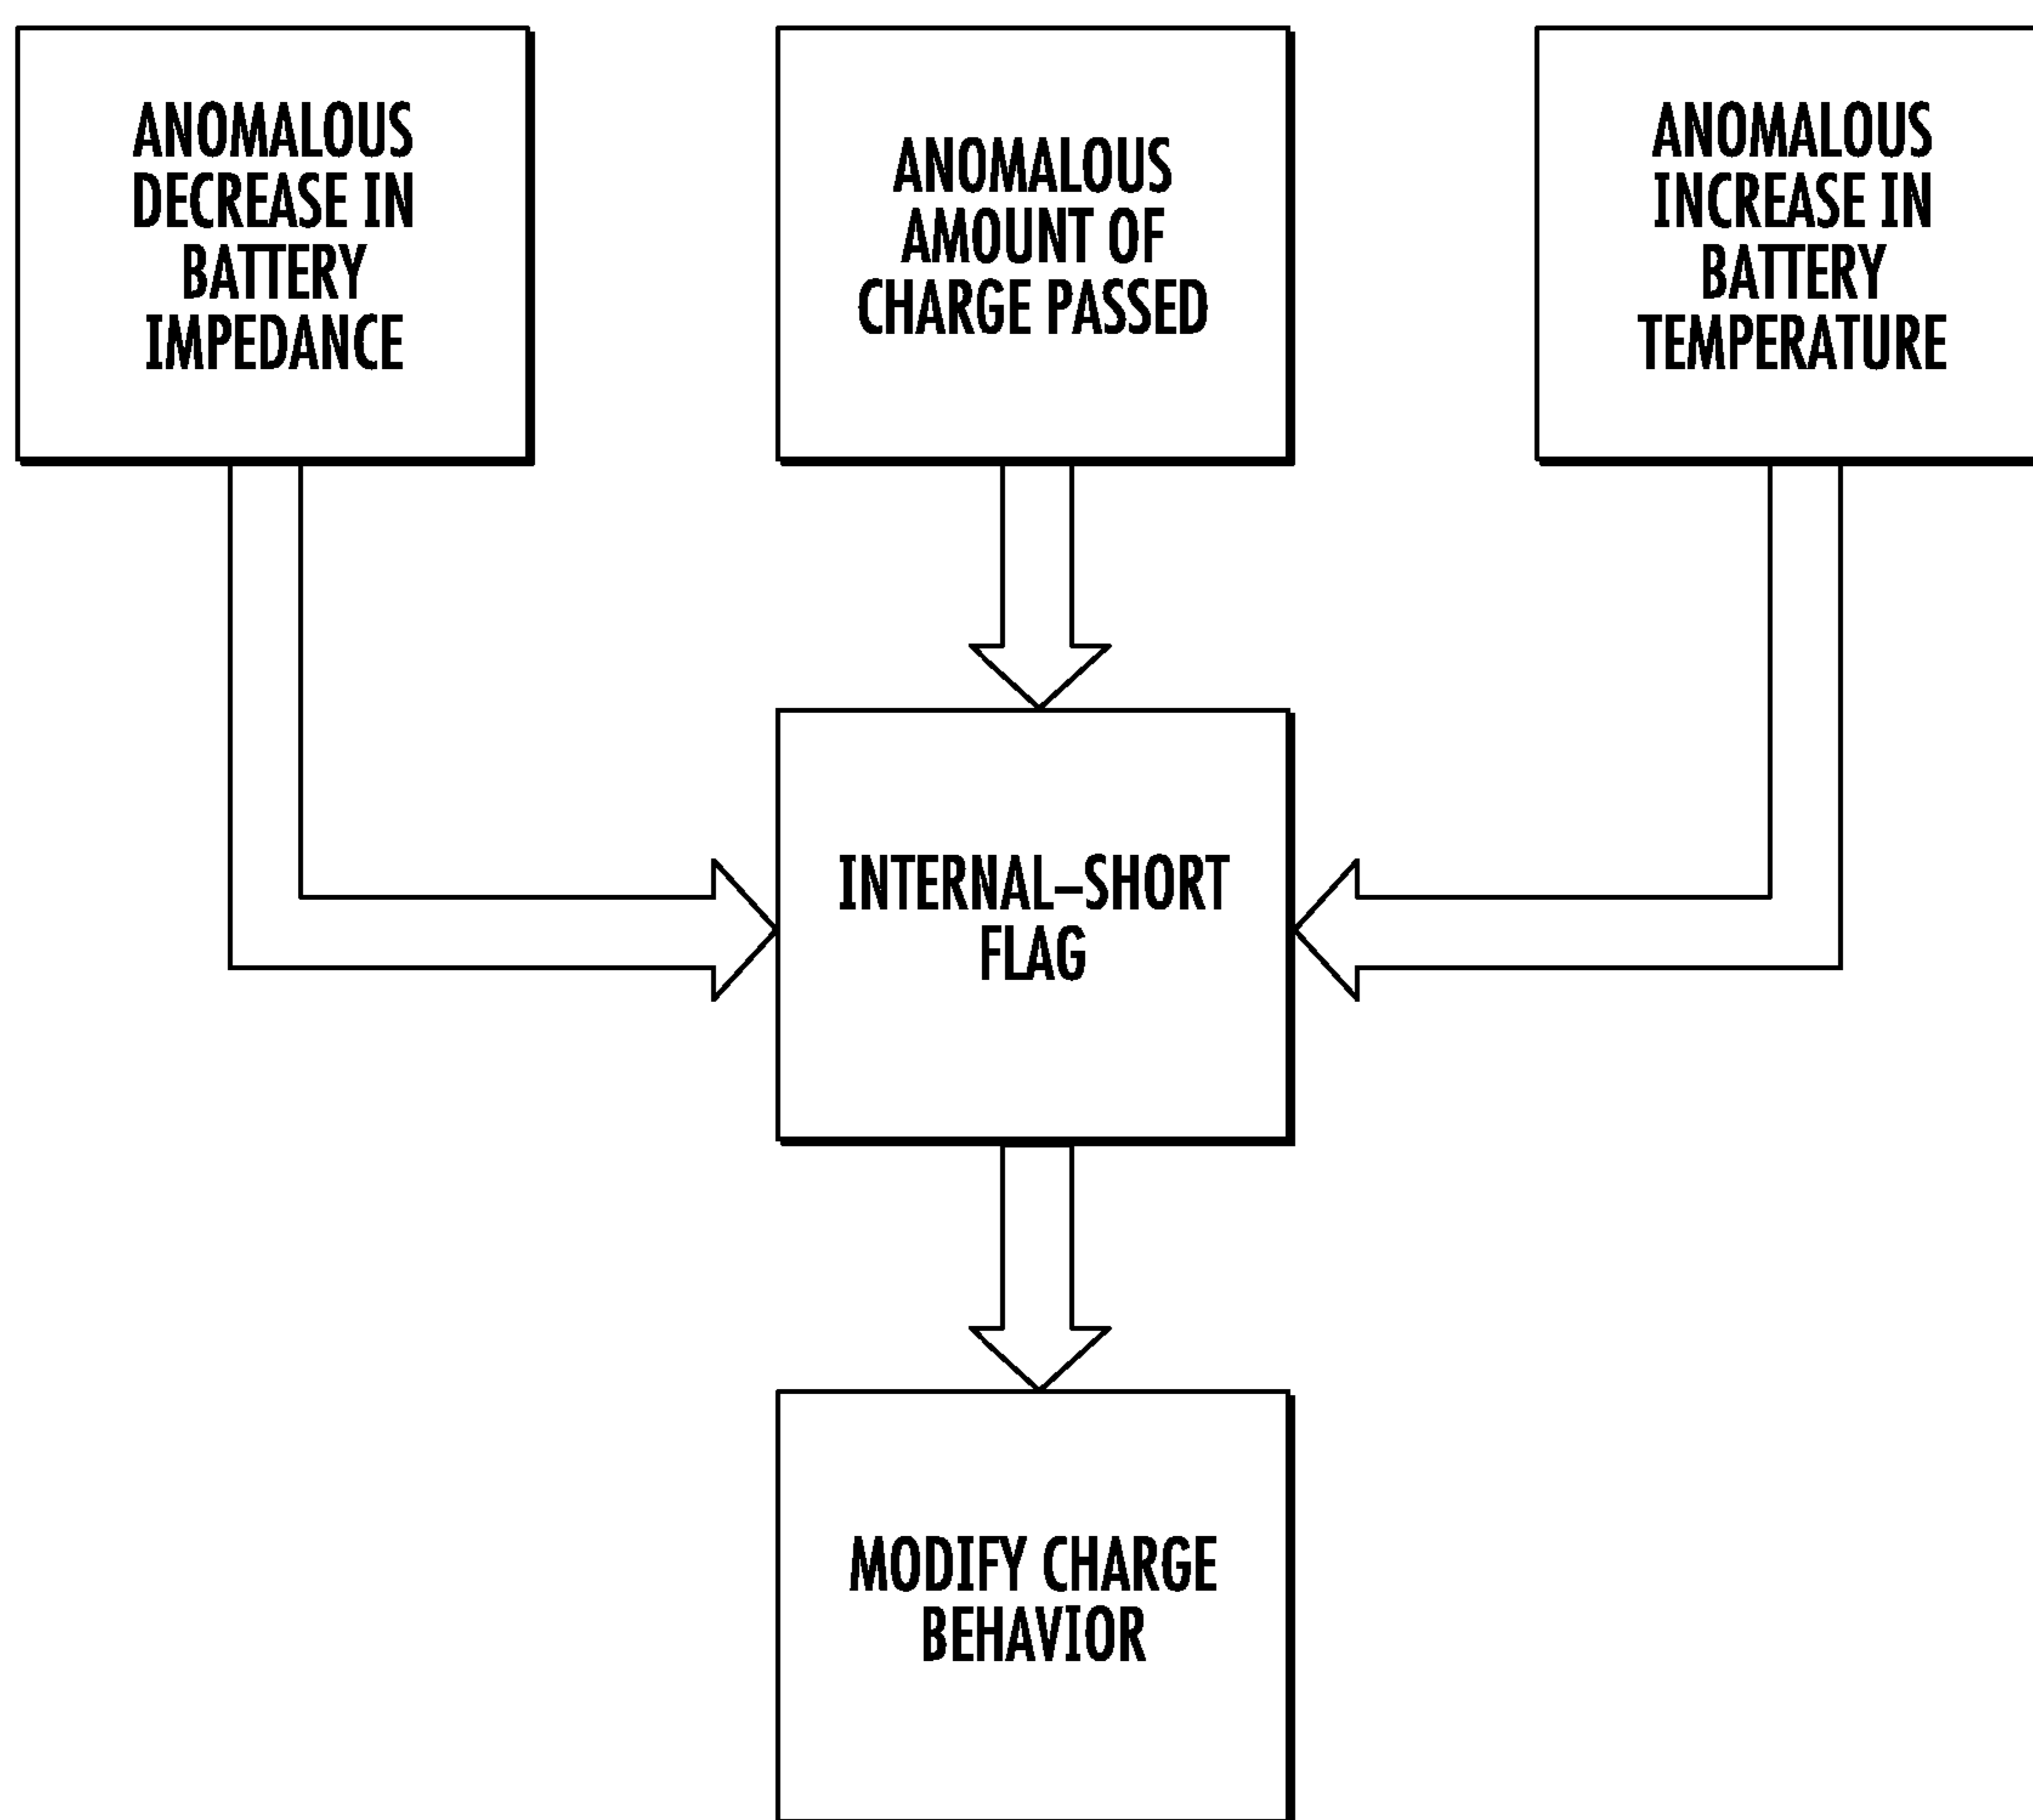 ANOMALOUS
DECREASE IN
BATTERY
IMPEDANCE
ANOMALOUS
AMOUNT OF
CHARGE PASSED
ANOMALOUS
INCREASE IN
BATTERY
TEMPERATURE
INTERNAL–SHORT
FLAG
MODIFY CHARGE
BEHAVIOR